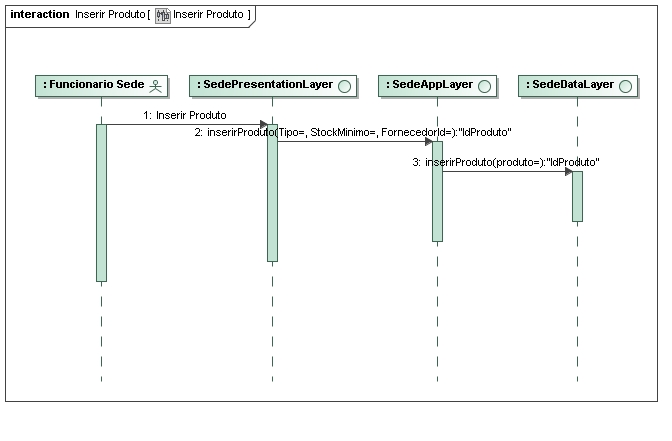 interaction Inserir Produto [ Inserir Produto ]
: Funcionario Sede
: SedePresentationLayer
: SedeAppLayer
: SedeDataLayer
1: Inserir Produto
2: inserirProduto(Tipo=, StockMinimo=, FornecedorId=):"IdProduto"
3: inserirProduto(produto=):"IdProduto"